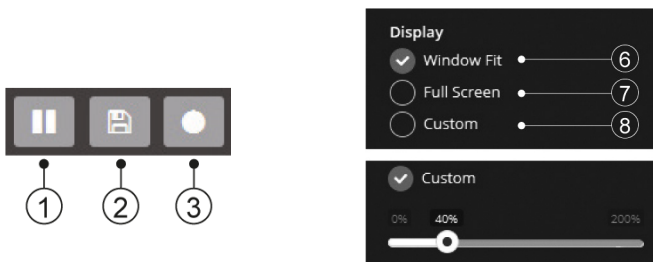 1 2 3
Display
Window Fit 6
Full Screen 7
Custom 8
Custom
0% 40% 200%